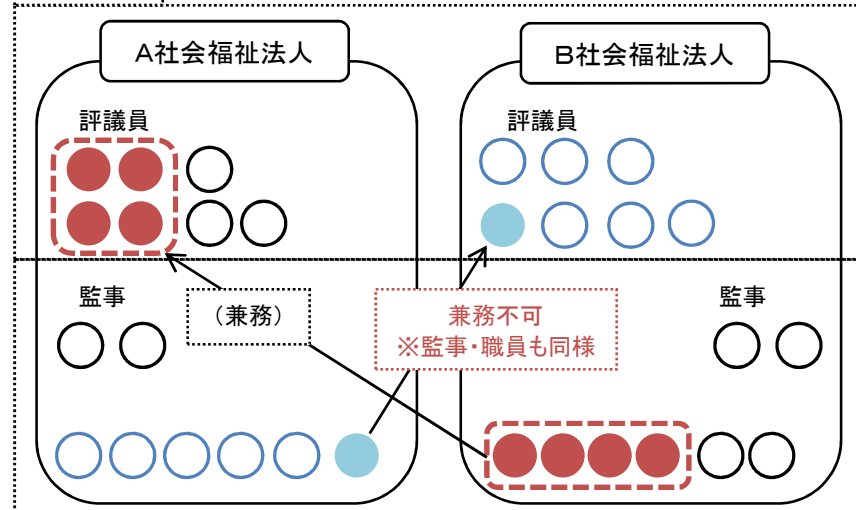 A社会福祉法人
B社会福祉法人
評議員
評議員
監事
監事
（兼務）
兼務不可
※監事・職員も同様